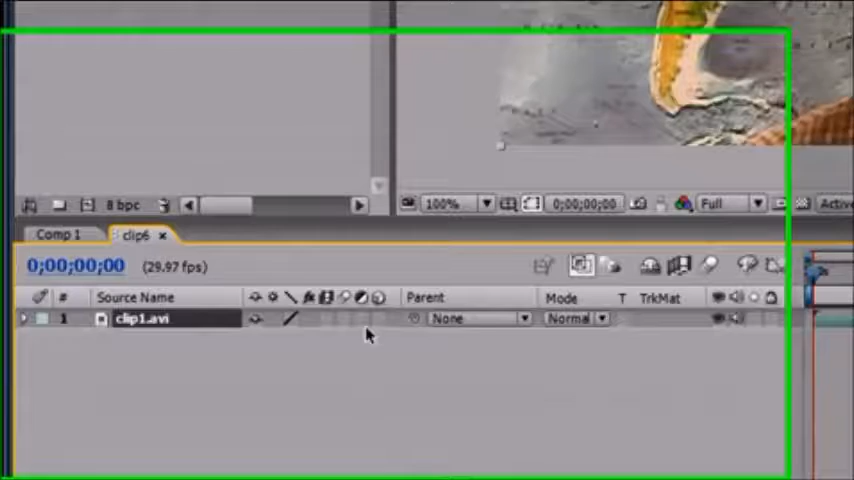 8 bpc
100%
0;00;00;00
Full
Active
Comp 1
clip6
0;00;00;00
(29.97 fps)
#
Source Name
Parent
Mode
T
TrkMat
1
clip1.avi
None
Normal